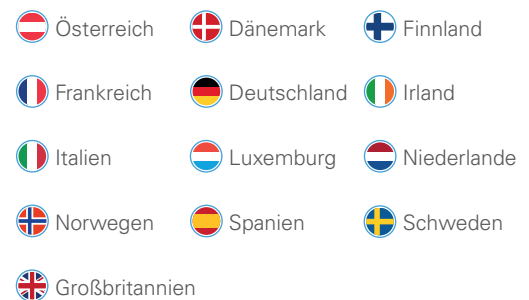 Österreich Dänemark Finnland
Frankreich Deutschland Irland
Italien Luxemburg Niederlande
Norwegen Spanien Schweden
Großbritannien